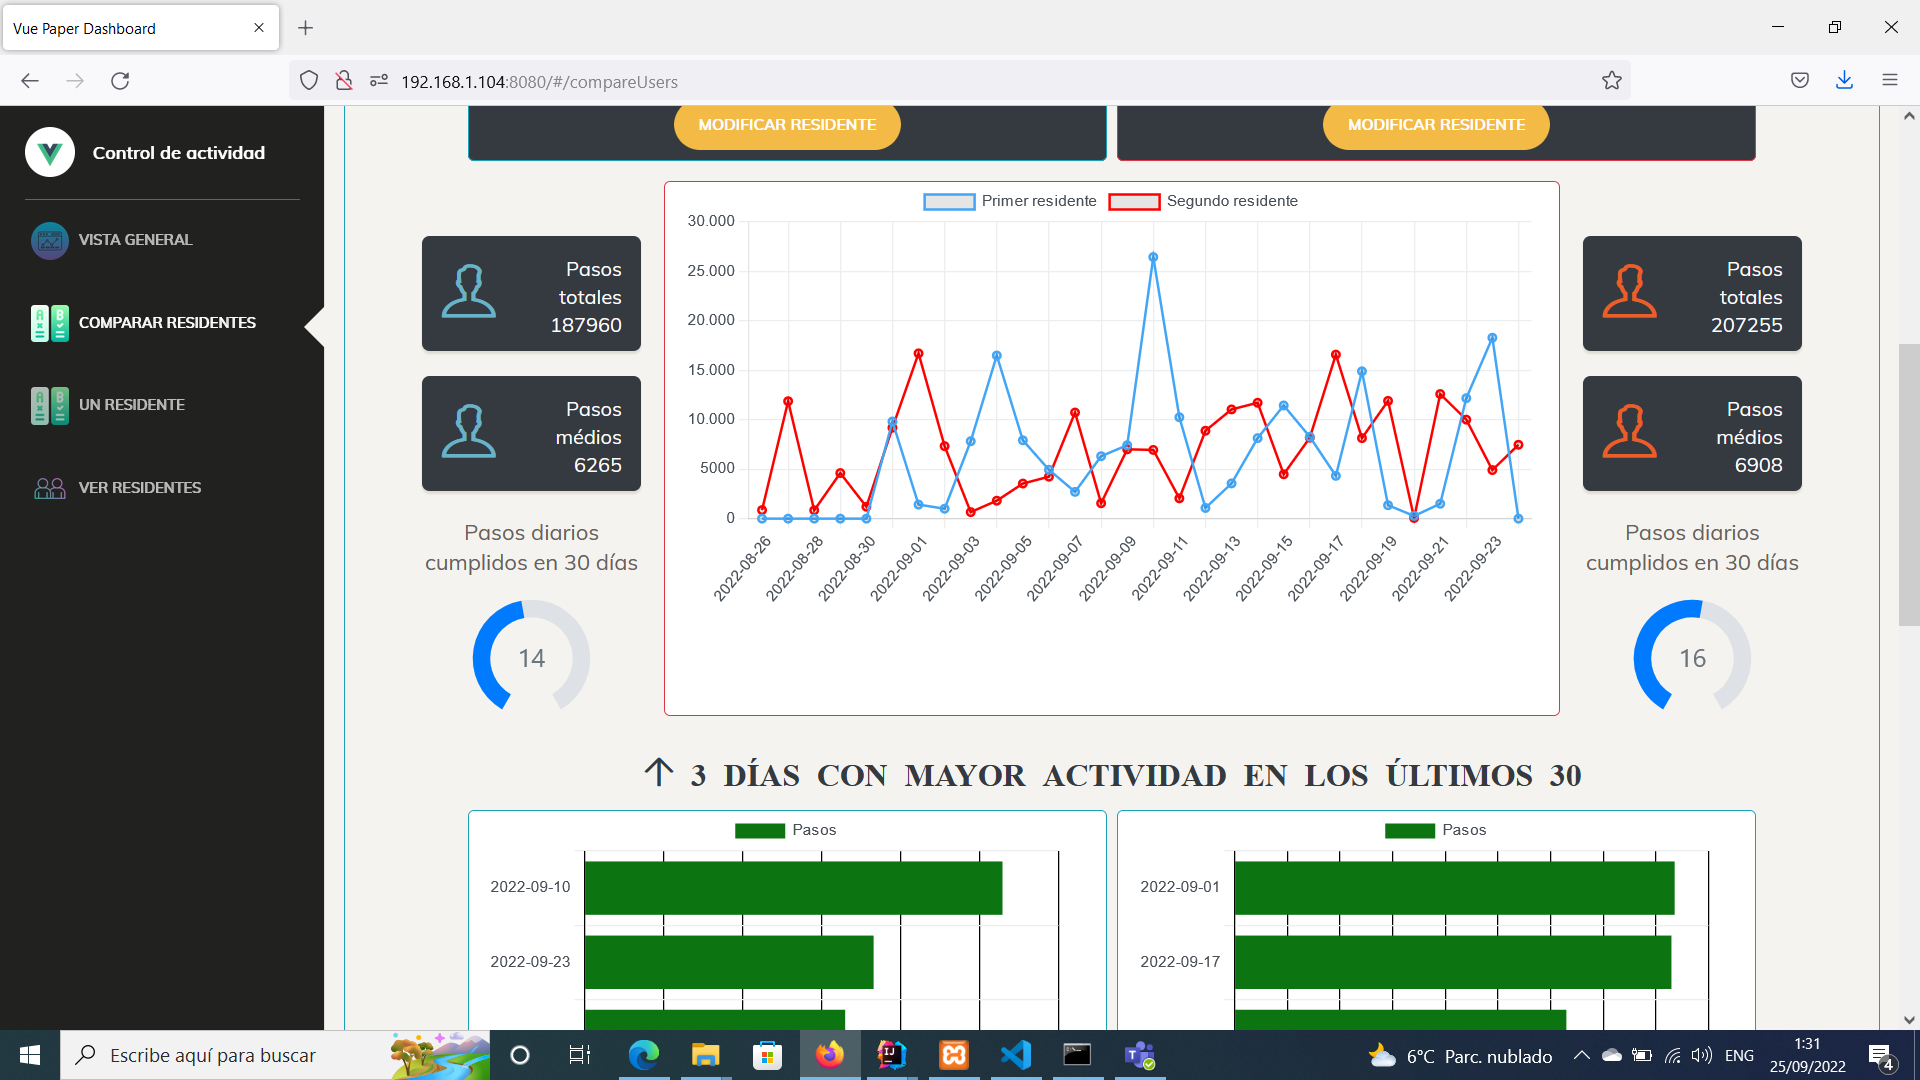 Vue Paper Dashboard
192.168.1.104:8080/#/compareUsers
Control de actividad
VISTA GENERAL
COMPARAR RESIDENTES
UN RESIDENTE
VER RESIDENTES
MODIFICAR RESIDENTE
MODIFICAR RESIDENTE
Pasos
totales
187960
Pasos
médios
6265
Pasos diarios
cumplidos en 30 días
14
Primer residente
Segundo residente
30.000
25.000
20.000
15.000
10.000
5000
0
2022-08-26
2022-08-28
2022-08-30
2022-09-01
2022-09-03
2022-09-05
2022-09-07
2022-09-09
2022-09-11
2022-09-13
2022-09-15
2022-09-17
2022-09-19
2022-09-21
2022-09-23
Pasos
totales
207255
Pasos
médios
6908
Pasos diarios
cumplidos en 30 días
16
↑ 3 DÍAS CON MAYOR ACTIVIDAD EN LOS ÚLTIMOS 30
Pasos
2022-09-10
2022-09-23
Pasos
2022-09-01
2022-09-17
Escribe aquí para buscar
6°C Parc. nublado
ENG
1:31
25/09/2022
4